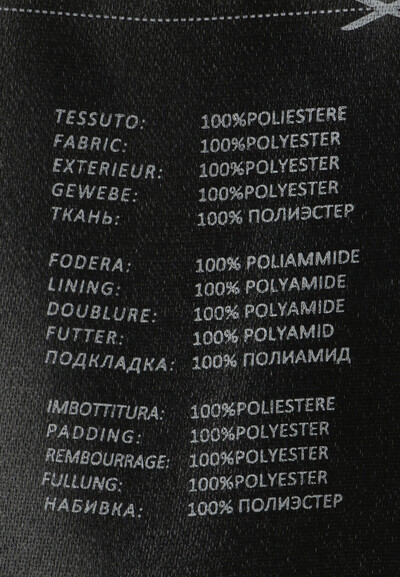 TESSUTO: 100%POLIESTERE
FABRIC: 100%POLYESTER
EXTERIEUR: 100%POLYESTER
GEWEBE: 100%POLYESTER
ТКАНЬ: 100% ПОЛИЭСТЕР
FODERA: 100% POLIAMMIDE
LINING: 100% POLYAMIDE
DOUBLURE: 100% POLYAMIDE
FUTTER: 100% POLYAMID
ПОДКЛАДКА: 100% ПОЛИАМИД
IMBOTTITURA: 100%POLIESTERE
PADDING: 100%POLYESTER
REMBOURRAGE: 100%POLYESTER
FULLUNG: 100%POLYESTER
НАБИВКА: 100% ПОЛИЭСТЕР